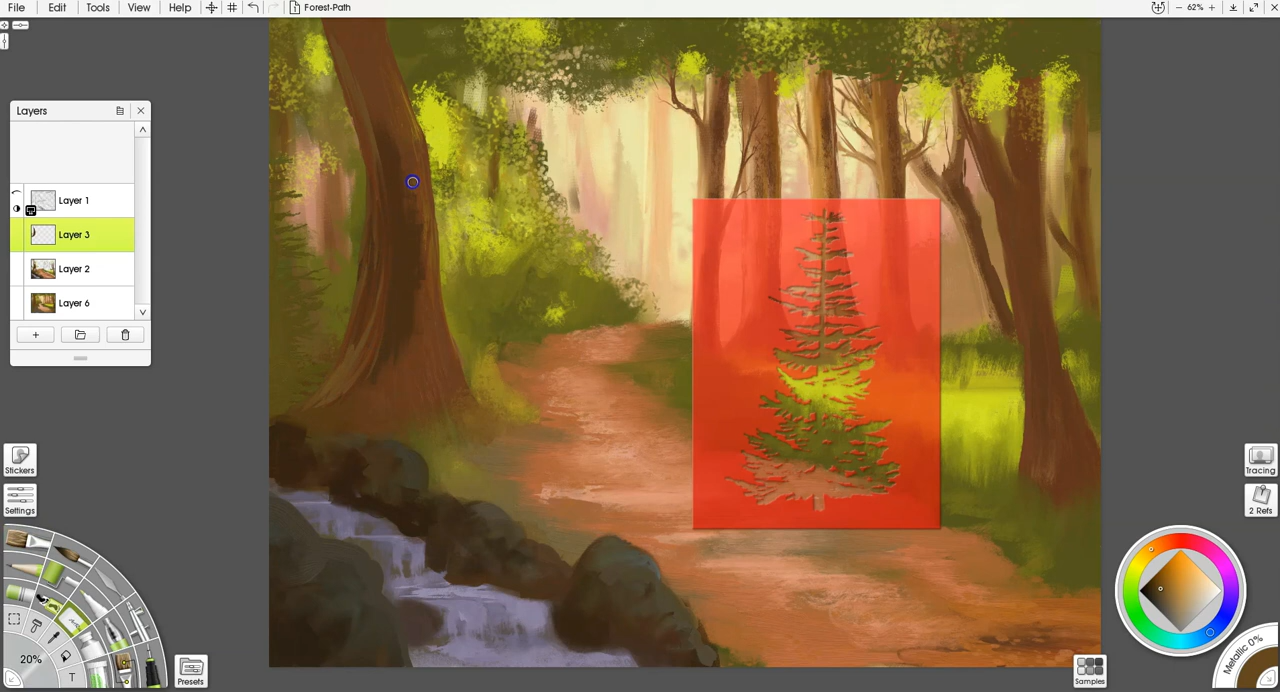 File Edit Tools View Help Forest-Path 62%
Layers
Layer 1
Layer 3
Layer 2
Layer 6
Stickers
Settings
Tracing
2 Refs
20%
T
Presets
Samples
Metallic 0%